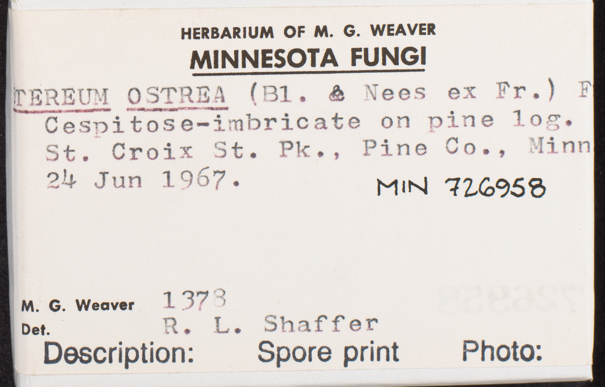 HERBARIUM OF M. G. WEAVER
MINNESOTA FUNGI
TEREUM OSTREA (Bl. & Nees ex Fr.) F
Cespitose-imbricate on pine log.
St. Croix St. Pk., Pine Co., Minn
24 Jun 1967.
MIN 726958
M. G. Weaver 1378
Det. R. L. Shaffer
Description: Spore print Photo: